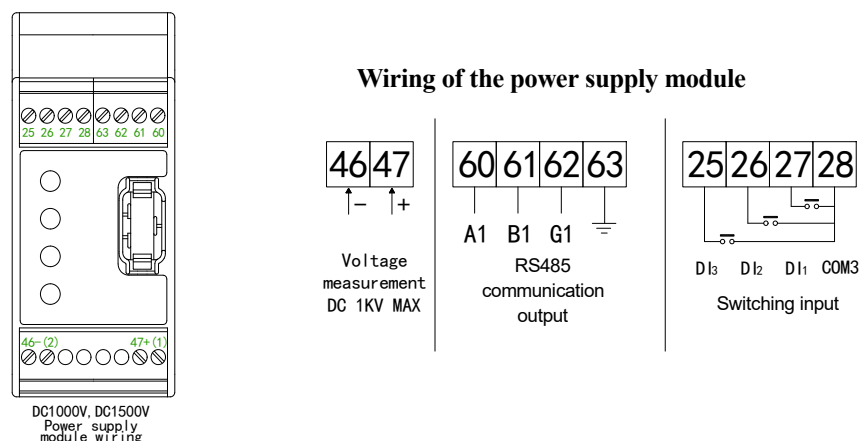 Wiring of the power supply module
25 26 27 28 63 62 61 60
46-(2) 47+(1)
DC1000V, DC1500V
Power supply
module wiring
46 47
- +
Voltage
measurement
DC 1KV MAX
60 61 62 63
A1 B1 G1
RS485
communication
output
25 26 27 28
DI3 DI2 DI1 COM3
Switching input